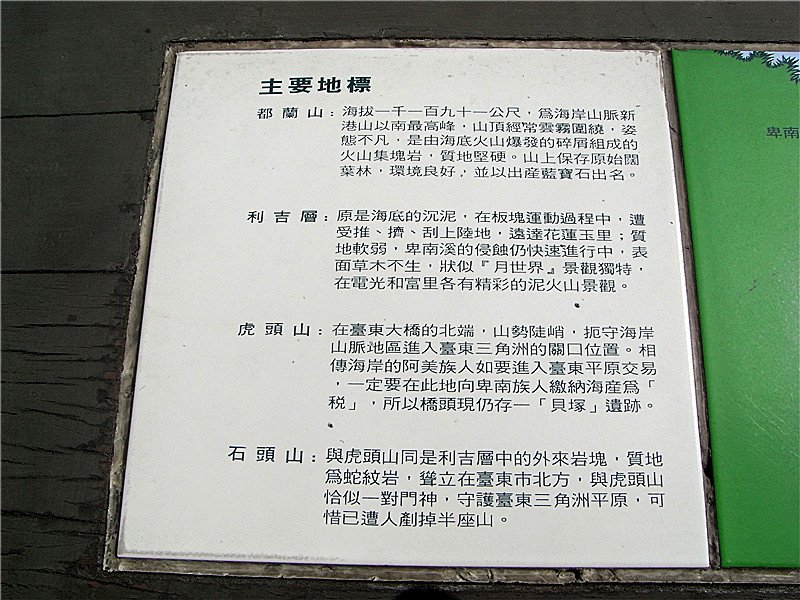 主要地標
都蘭山：海拔一千一百九十一公尺，為海岸山脈新
港山以南最高峰，山頂經常雲霧圍繞，姿
態不凡，是由海底火山爆發的碎屑組成的
火山集塊岩，質地堅硬。山上保存原始闊
葉林，環境良好，並以出產藍寶石出名。
利吉層：原是海底的沉泥，在板塊運動過程中，遭
受推、擠、刮上陸地，遠達花蓮玉里；質
地軟弱，卑南溪的侵蝕仍快速進行中，表
面草木不生，狀似『月世界』景觀獨特，
在電光和富里各有精彩的泥火山景觀。
虎頭山：在臺東大橋的北端，山勢陡峭，扼守海岸
山脈地區進入臺東三角洲的關口位置。相
傳海岸的阿美族人如要進入臺東平原交易
，一定要在此地向卑南族人繳納海產為「
稅」，所以橋頭現仍存一「貝塚」遺跡。
石頭山：與虎頭山同是利吉層中的外來岩塊，質地
為蛇紋岩，聳立在臺東市北方，與虎頭山
恰似一對門神，守護臺東三角洲平原，可
惜已遭人剷掉半座山。
卑南